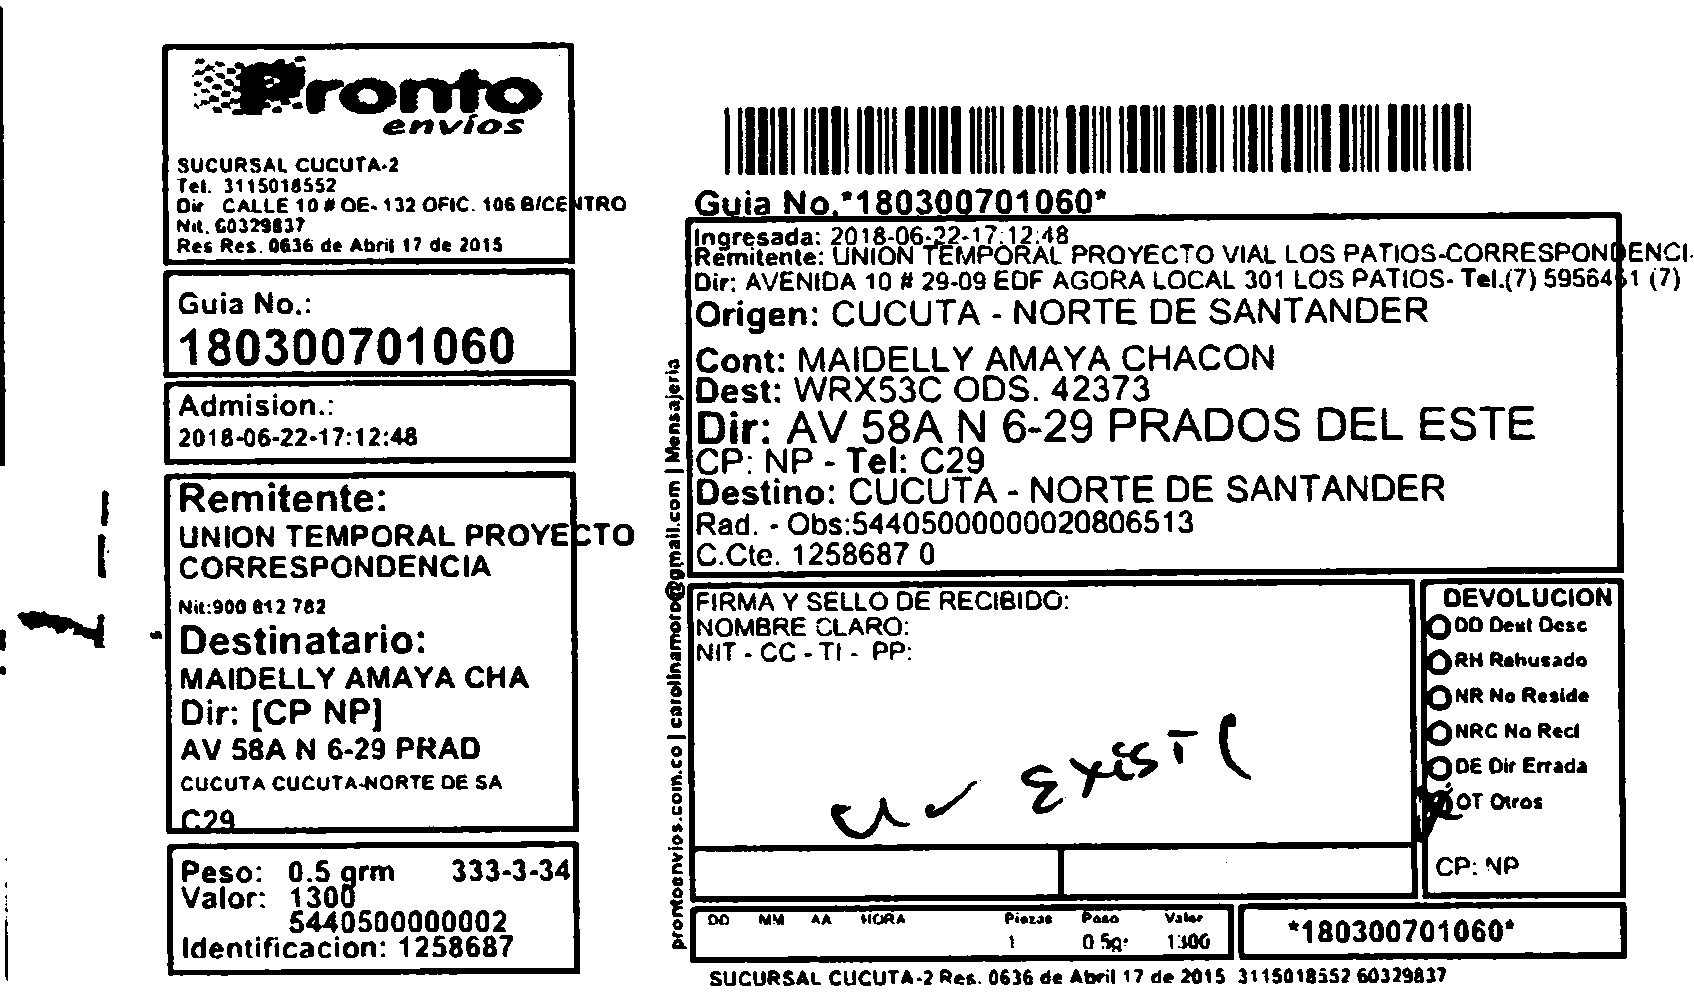 Pronto
envíos
SUCURSAL CUCUTA-2
Tel. 3115018552
Dir CALLE 10 # OE- 132 OFIC. 106 B/CENTRO
Nit. 60329837
Res Res. 0636 de Abril 17 de 2015
Guia No.:
180300701060
Admision.:
2018-06-22-17:12:48
Remitente:
UNION TEMPORAL PROYECTO
CORRESPONDENCIA
Nit:900 612 782
Destinatario:
MAIDELLY AMAYA CHA
Dir: [CP NP]
AV 58A N 6-29 PRAD
CUCUTA CUCUTA-NORTE DE SA
C29
Peso: 0.5 grm 333-3-34
Valor: 1300
5440500000002
Identificacion: 1258687
prontoenvios.com.co | carolinamoro@gmail.com | Mensajeria
Guia No.*180300701060*
Ingresada: 2018-06-22-17:12:48
Remitente: UNION TEMPORAL PROYECTO VIAL LOS PATIOS-CORRESPONDENCI
Dir: AVENIDA 10 # 29-09 EDF AGORA LOCAL 301 LOS PATIOS- Tel.(7) 5956461 (7)
Origen: CUCUTA - NORTE DE SANTANDER
Cont: MAIDELLY AMAYA CHACON
Dest: WRX53C ODS. 42373
Dir: AV 58A N 6-29 PRADOS DEL ESTE
CP: NP - Tel: C29
Destino: CUCUTA - NORTE DE SANTANDER
Rad. - Obs:54405000000020806513
C.Cte. 1258687 0
FIRMA Y SELLO DE RECIBIDO:
NOMBRE CLARO:
NIT - CC - TI - PP:
Exist
DEVOLUCION
DD Dest Desc
RH Rehusado
NR No Reside
NRC No Recl
DE Dir Errada
OT Otros
CP: NP
DD MM AA HORA Piezas Peso Valor
1 0.5gr 1300
*180300701060*
SUCURSAL CUCUTA-2 Res. 0636 de Abril 17 de 2015 3115018552 60329837